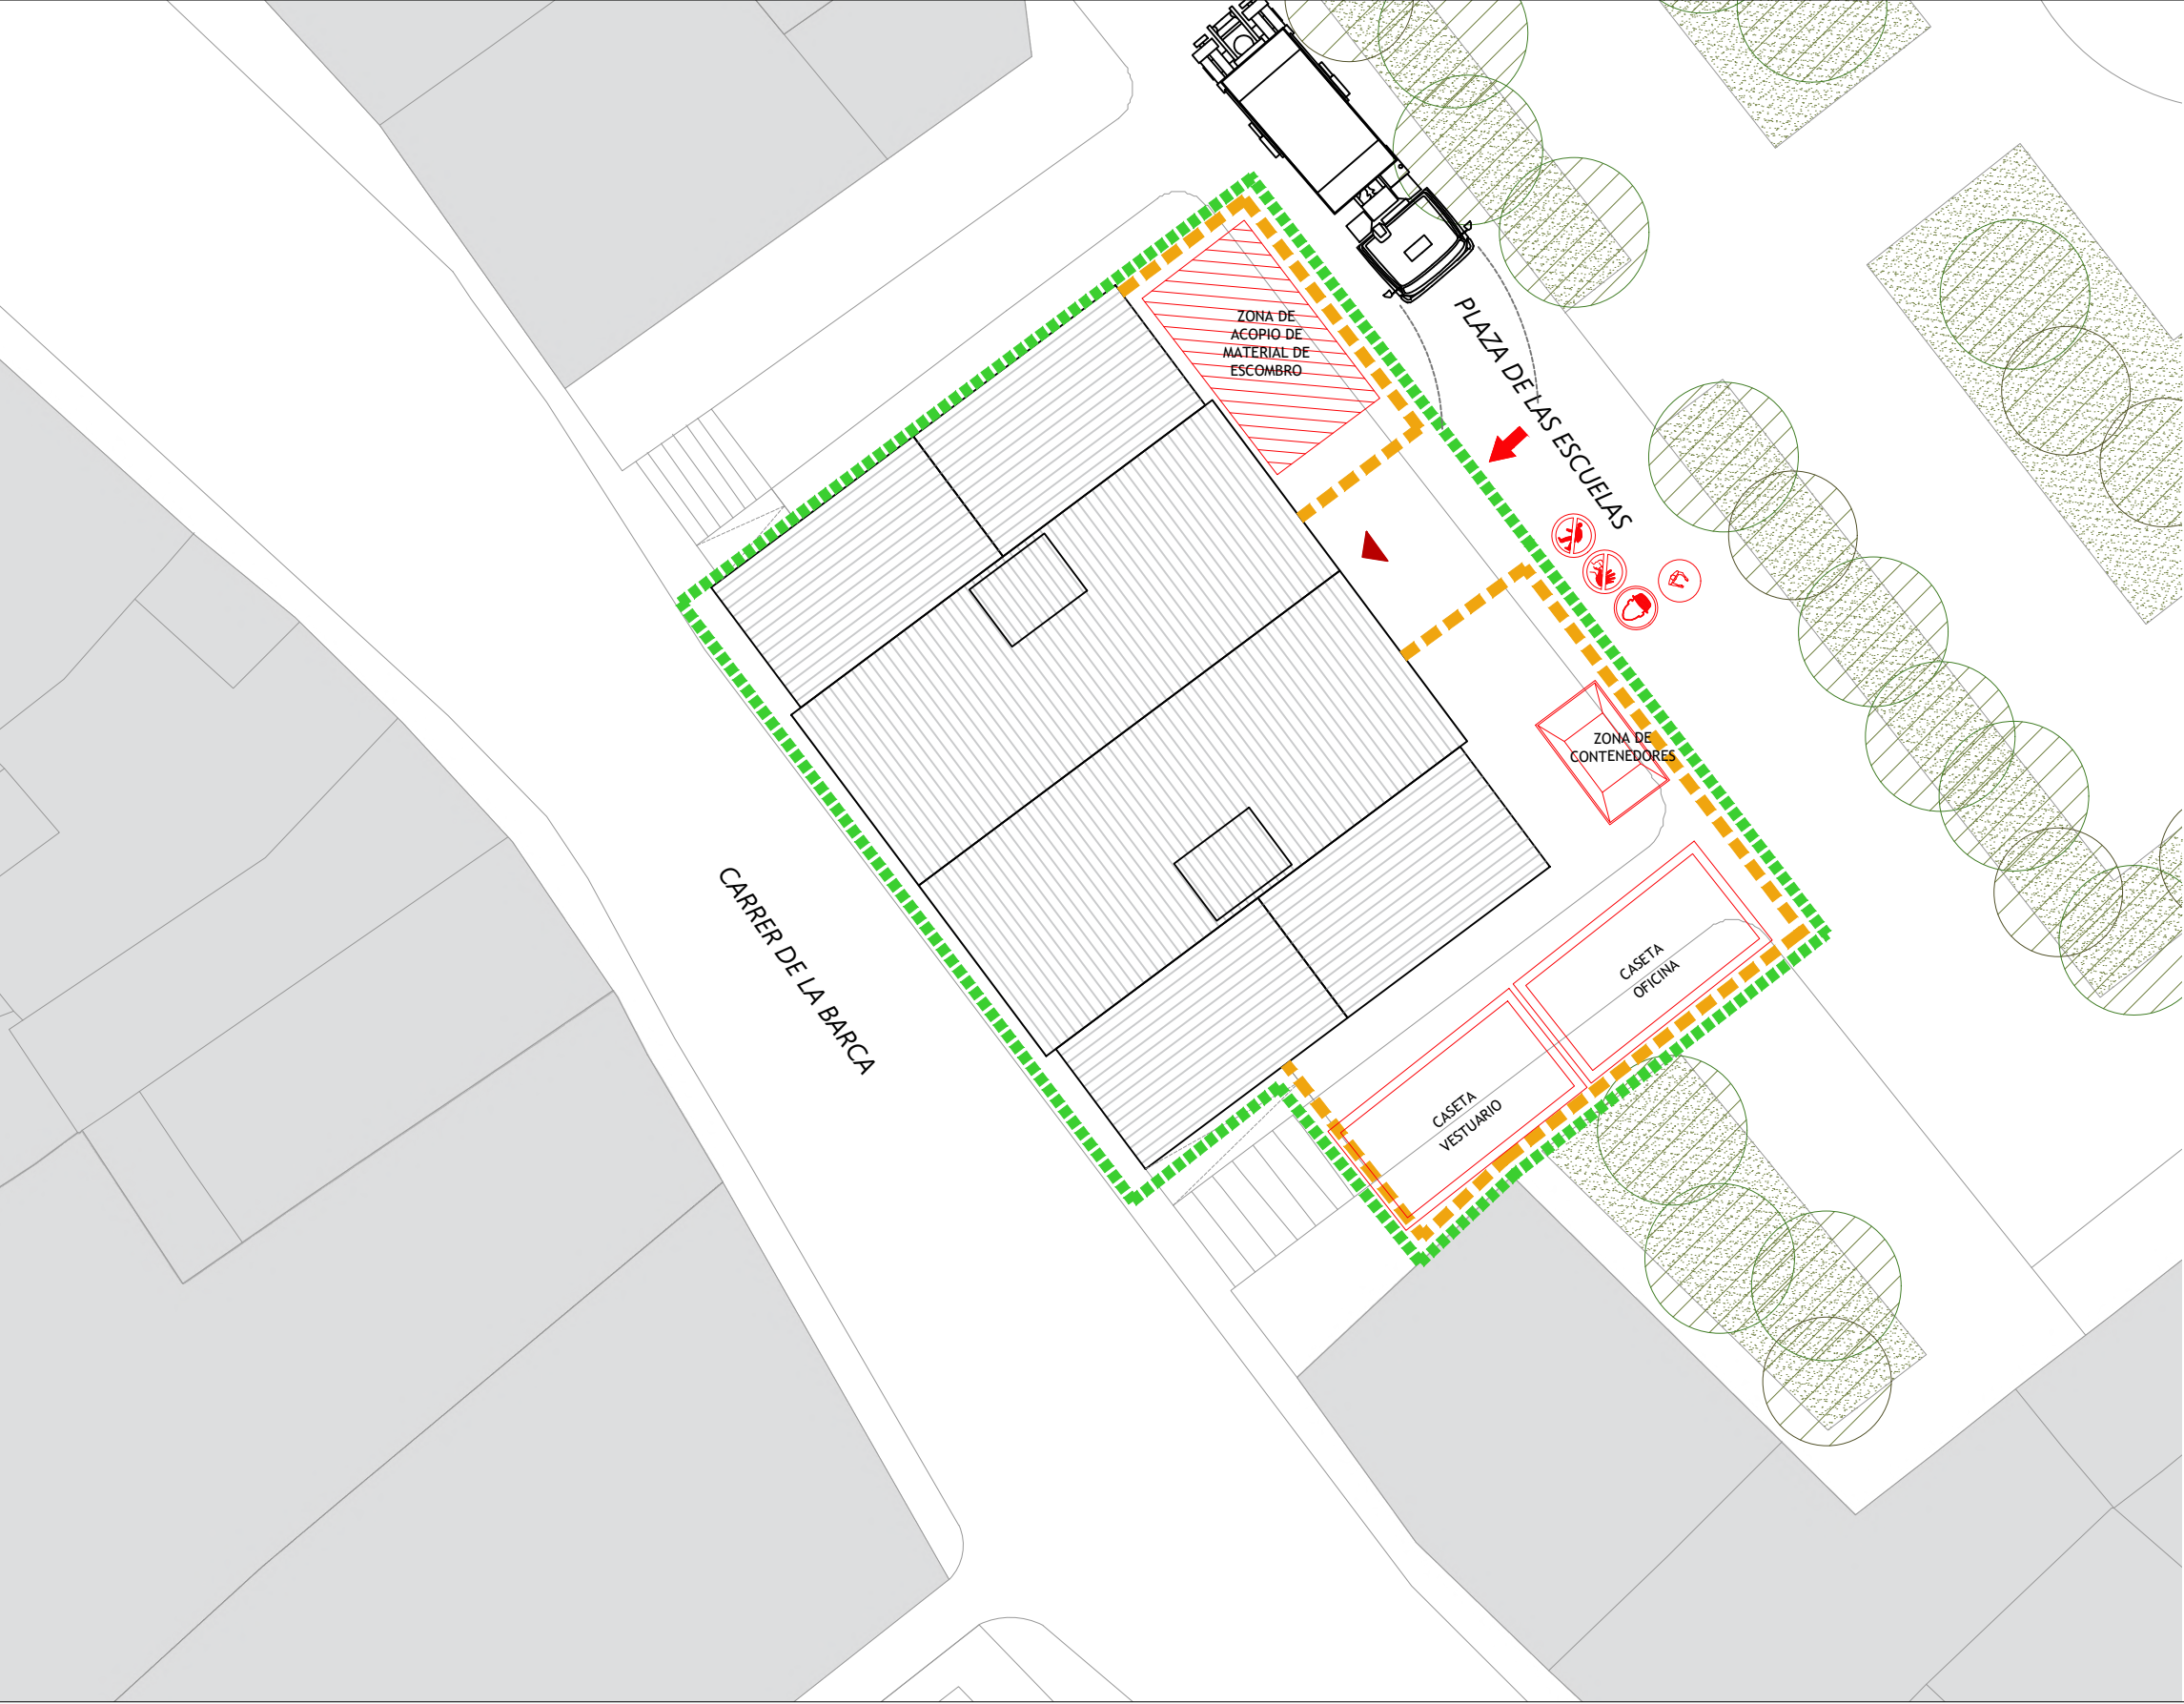 ZONA DE
ACOPIO DE
MATERIAL DE
ESCOMBRO
PLAZA DE LAS ESCUELAS
ZONA DE
CONTENEDORES
CARRER DE LA BARCA
CASETA
OFICINA
CASETA
VESTUARIO